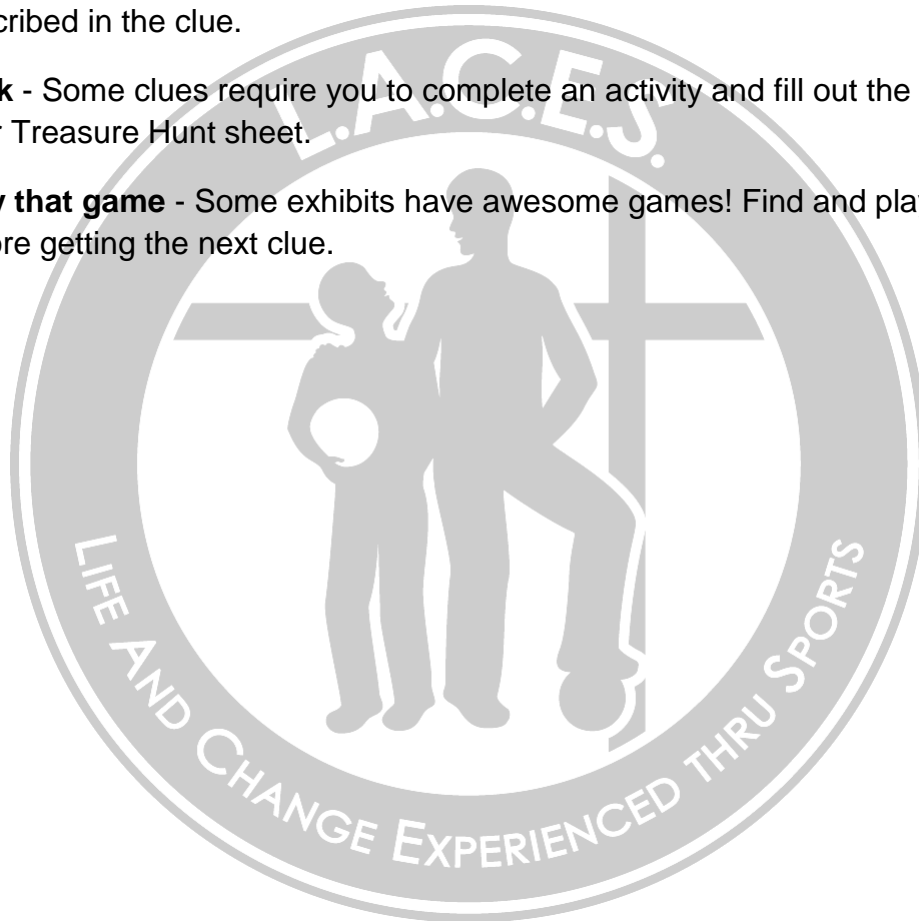 cribed in the clue.
k - Some clues require you to complete an activity and fill out the
r Treasure Hunt sheet.
y that game - Some exhibits have awesome games! Find and play
ore getting the next clue.
L.A.C.E.S.
LIFE AND CHANGE EXPERIENCED THRU SPORTS